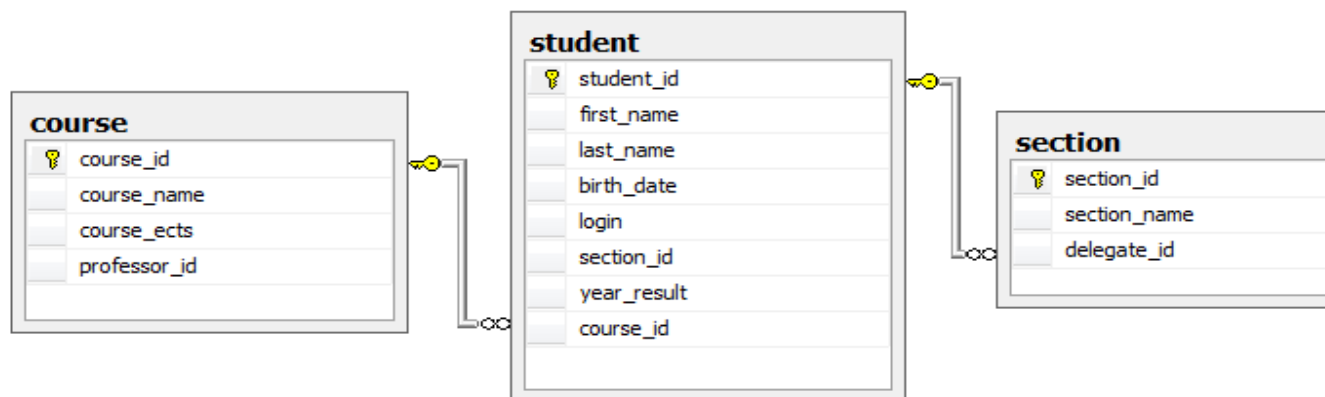 course
course_id
course_name
course_ects
professor_id
student
student_id
first_name
last_name
birth_date
login
section_id
year_result
course_id
section
section_id
section_name
delegate_id